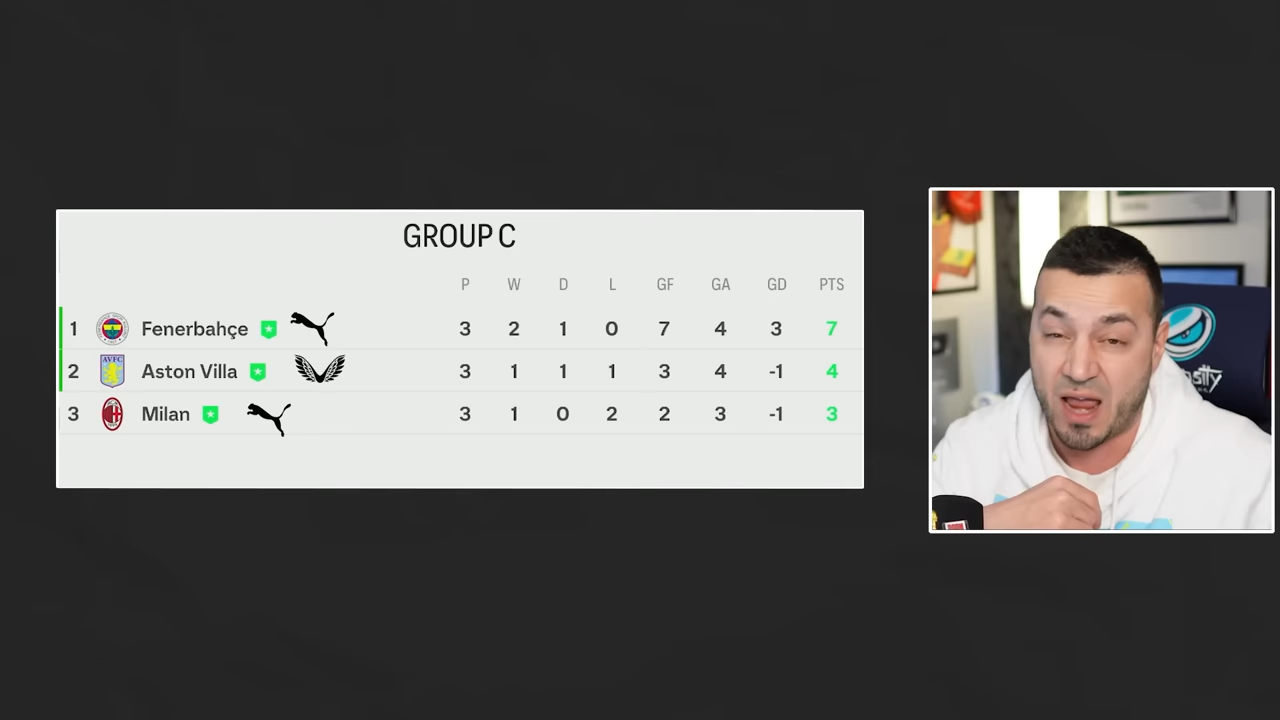 GROUP C
P W D L GF GA GD PTS
1 AVFC Fenerbahçe 3 2 1 0 7 4 3 7
2 Aston Villa 3 1 1 1 3 4 -1 4
3 Milan 3 1 0 2 2 3 -1 3